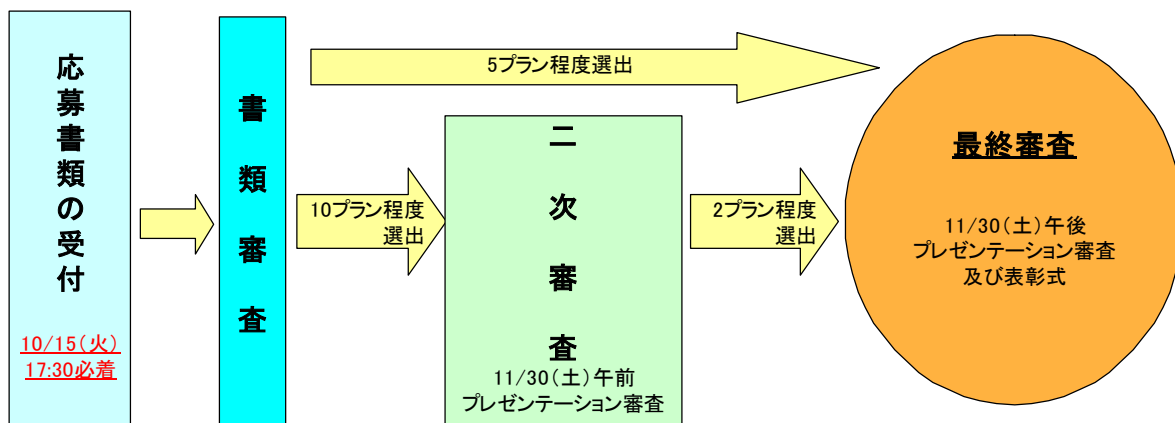 応募書類の受付
10/15(火)
17:30必着
書類審査
5プラン程度選出
10プラン程度
選出
二次審査
11/30(土)午前
プレゼンテーション審査
2プラン程度
選出
最終審査
11/30(土)午後
プレゼンテーション審査
及び表彰式